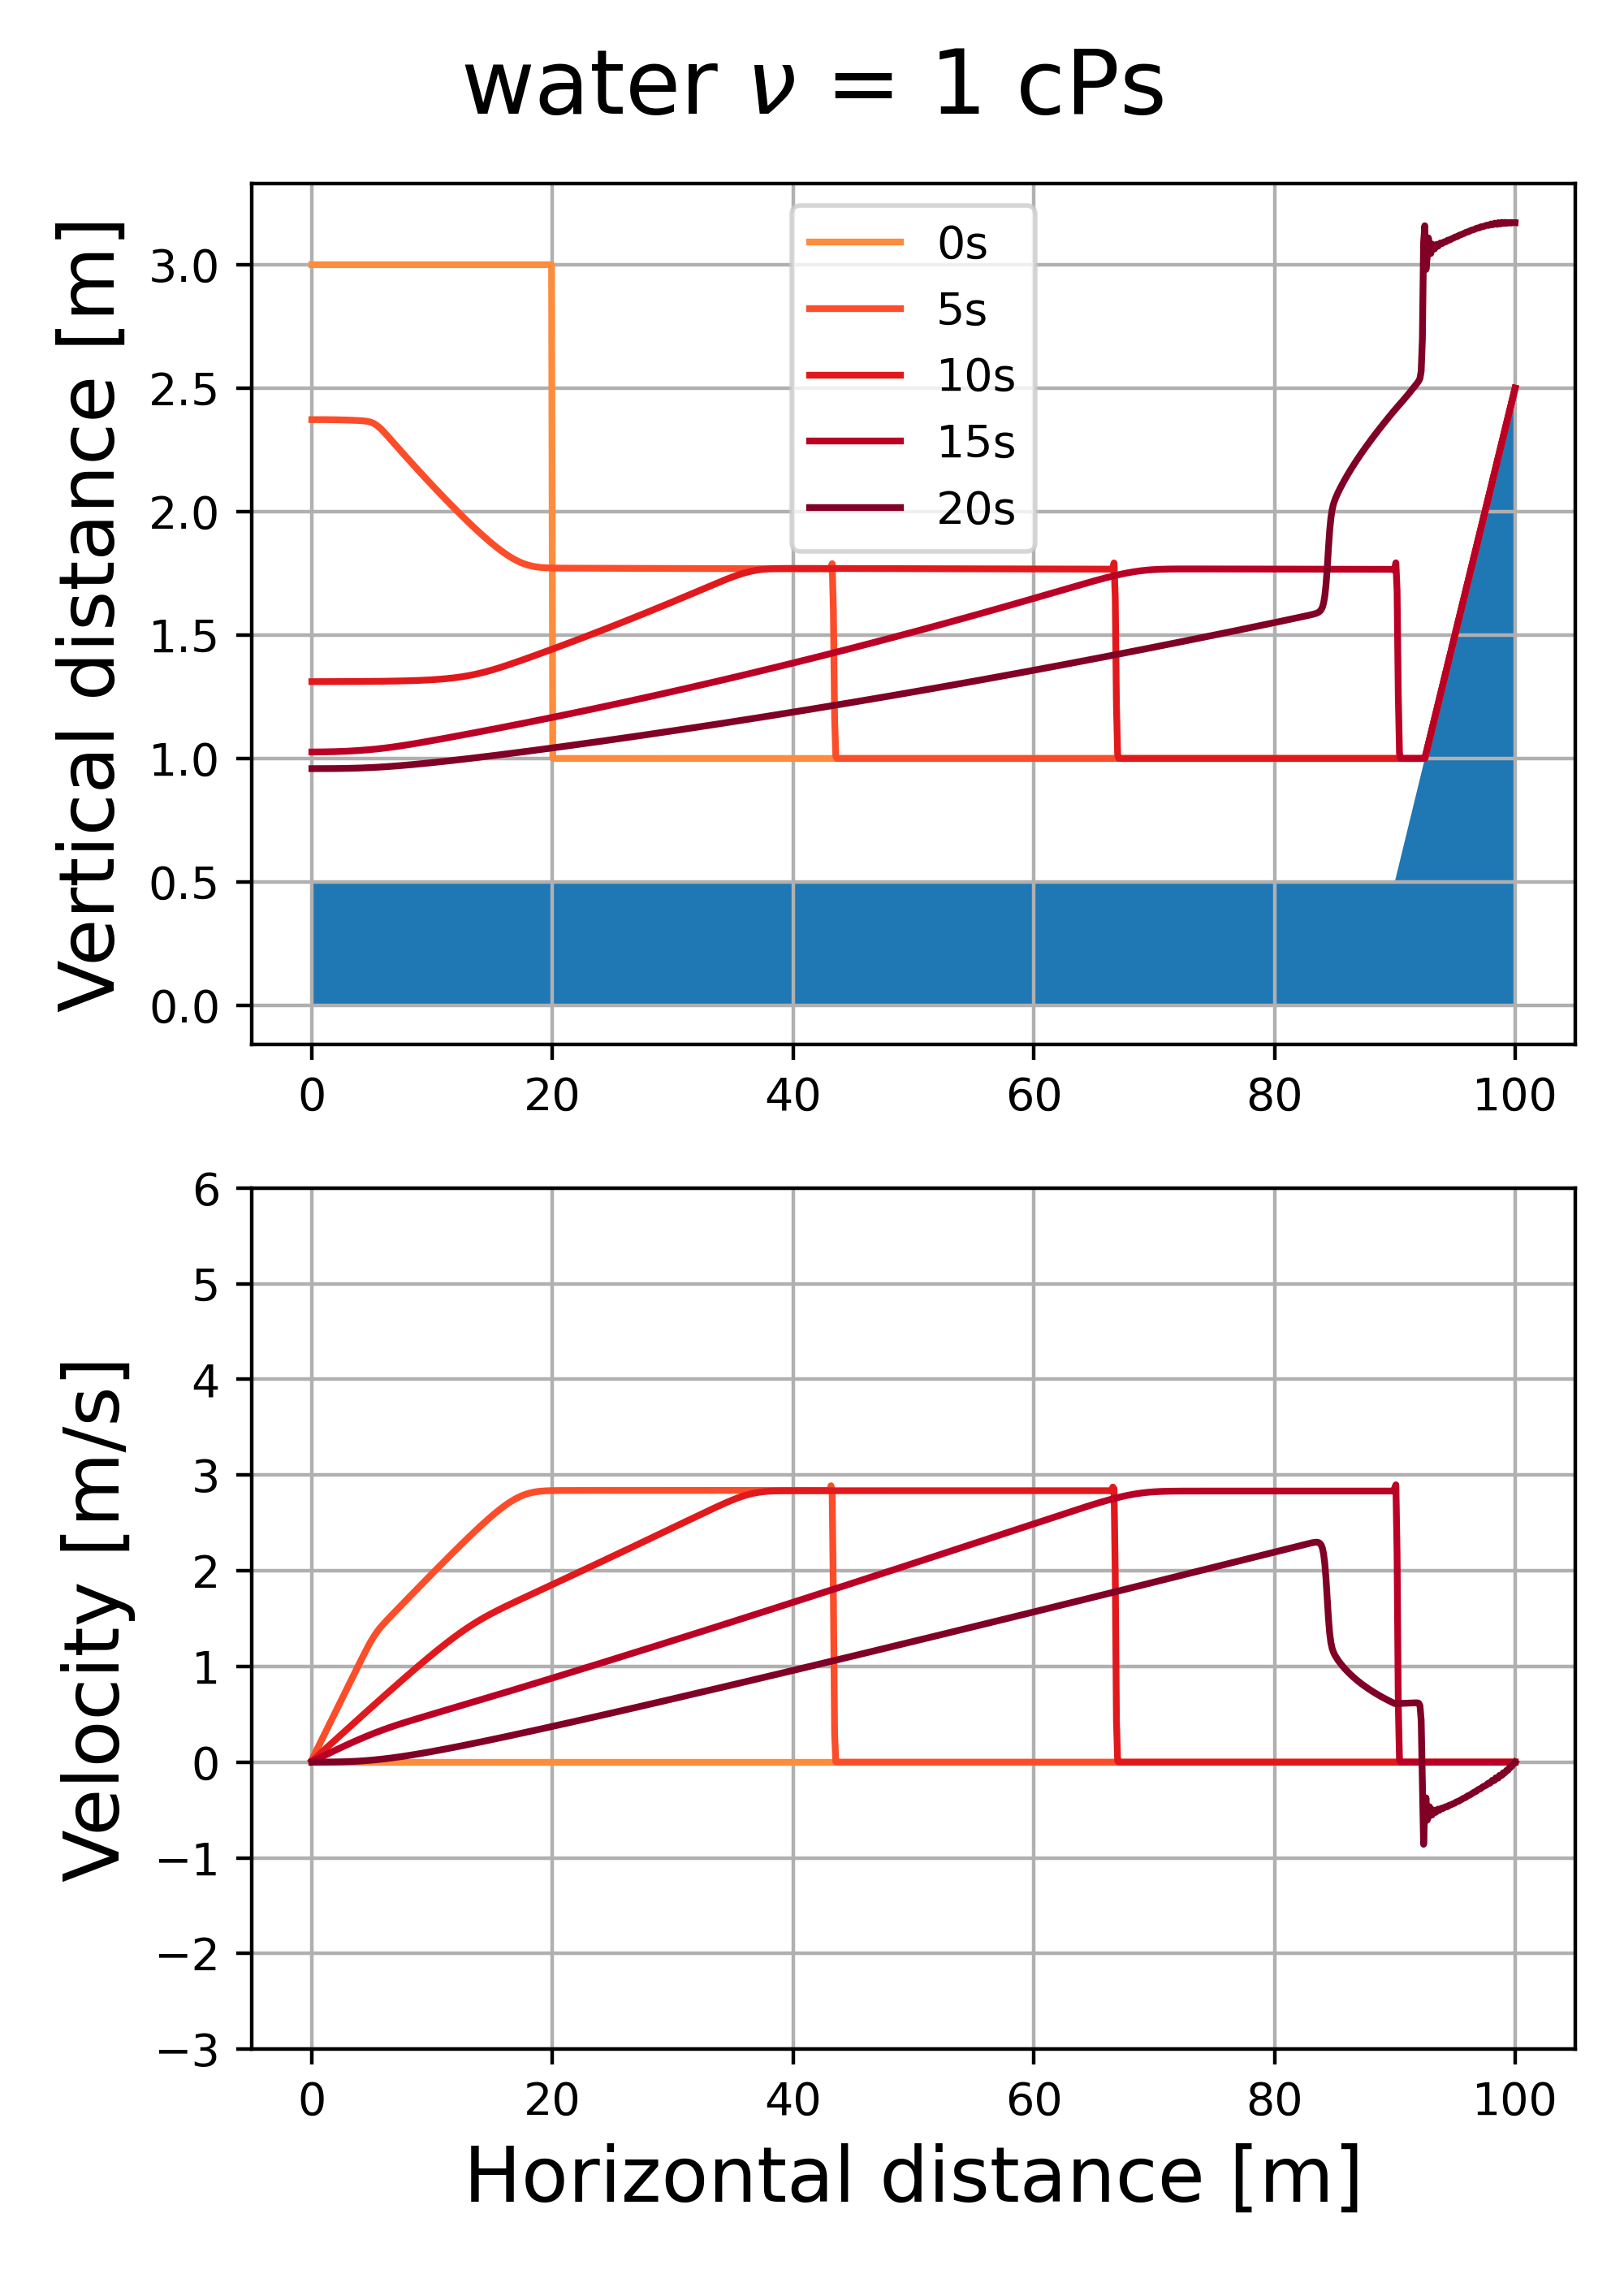 water ν = 1 cPs
Vertical distance [m]
3.0
2.5
2.0
1.5
1.0
0.5
0.0
0s
5s
10s
15s
20s
0 20 40 60 80 100
Velocity [m/s]
6
5
4
3
2
1
0
−1
−2
−3
0 20 40 60 80 100
Horizontal distance [m]